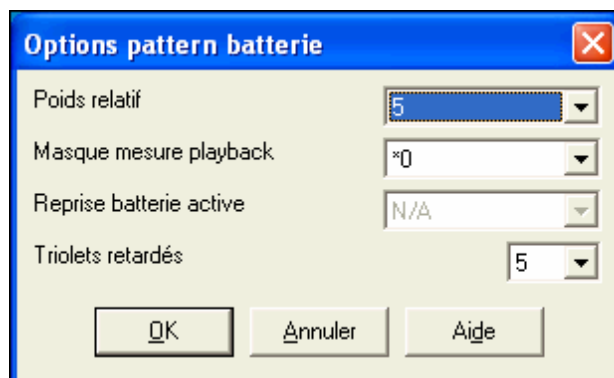 Options pattern batterie
Poids relatif 5
Masque mesure playback *0
Reprise batterie active N/A
Triolets retardés 5
OK Annuler Aide